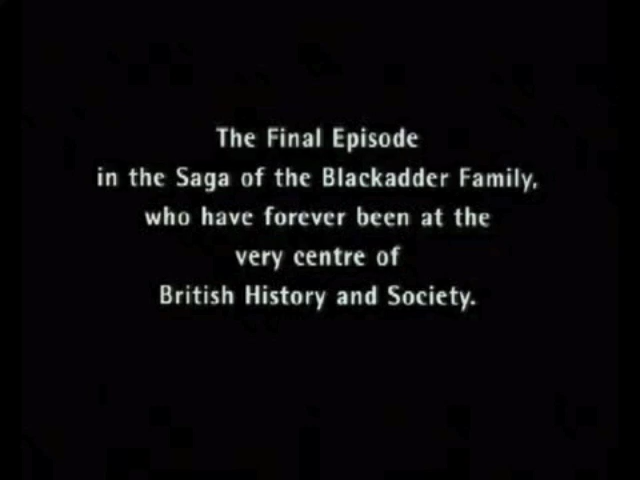 The Final Episode
in the Saga of the Blackadder Family,
who have forever been at the
very centre of
British History and Society.